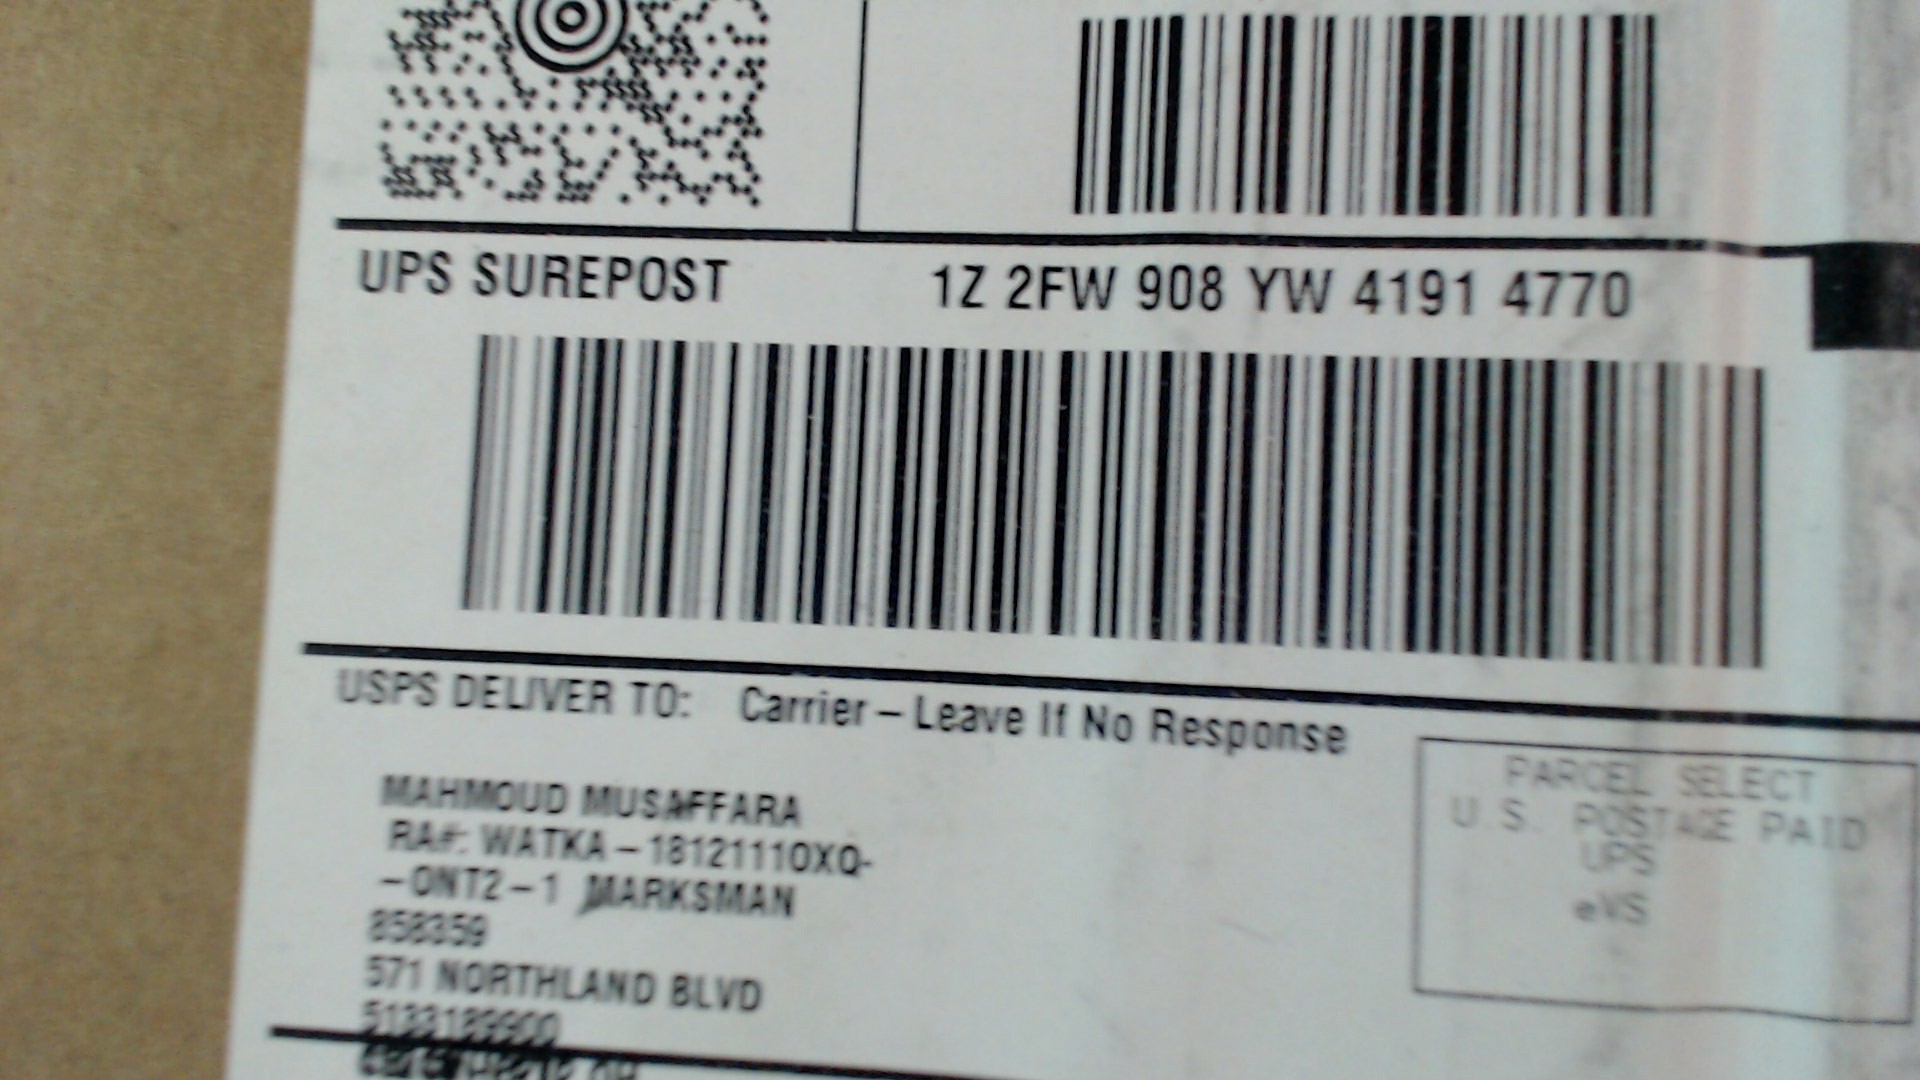 UPS SUREPOST 1Z 2FW 908 YW 4191 4770
USPS DELIVER TO: Carrier – Leave If No Response
MAHMOUD MUSAFFARA
RA#: WATKA – 18121110XQ-
–ONT2–1 MARKSMAN
858359
571 NORTHLAND BLVD
5133189900
PARCEL SELECT
U S. POSTAGE PAID
UPS
eVS